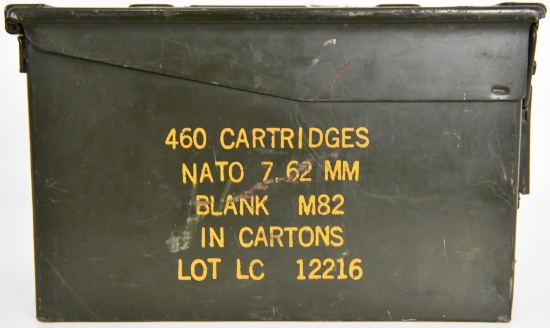 460 CARTRIDGES
NATO 7.62 MM
BLANK M82
IN CARTONS
LOT LC 12216